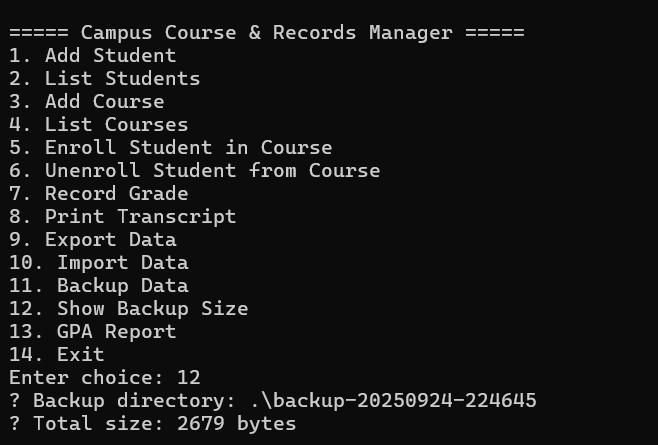 ===== Campus Course & Records Manager =====
1. Add Student
2. List Students
3. Add Course
4. List Courses
5. Enroll Student in Course
6. Unenroll Student from Course
7. Record Grade
8. Print Transcript
9. Export Data
10. Import Data
11. Backup Data
12. Show Backup Size
13. GPA Report
14. Exit
Enter choice: 12
? Backup directory: .\backup-20250924-224645
? Total size: 2679 bytes